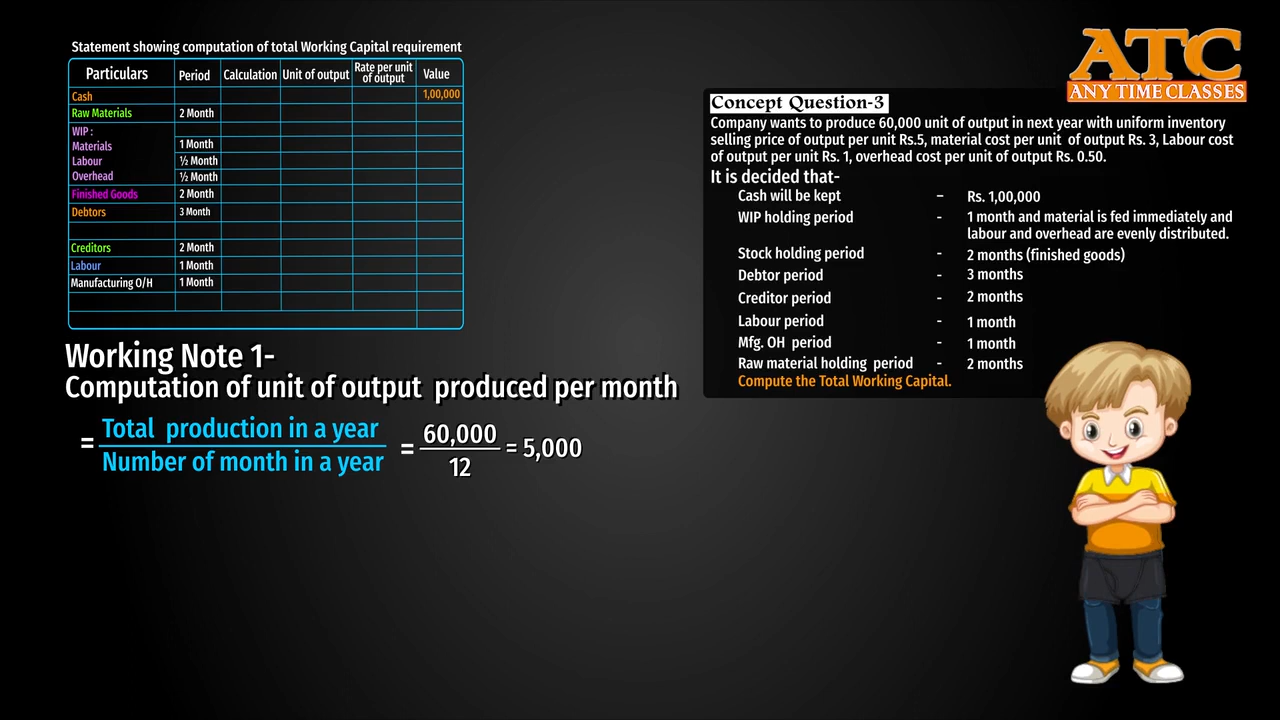 Statement showing computation of total Working Capital requirement
Particulars Period Calculation Unit of output Rate per unit of output Value
Cash 1,00,000
Raw Materials 2 Month
WIP :
Materials 1 Month
Labour ½ Month
Overhead ½ Month
Finished Goods 2 Month
Debtors 3 Month
Creditors 2 Month
Labour 1 Month
Manufacturing O/H 1 Month
Working Note 1-
Computation of unit of output produced per month
= Total production in a year / Number of month in a year = 60,000 / 12 = 5,000
ATC
ANY TIME CLASSES
Concept Question-3
Company wants to produce 60,000 unit of output in next year with uniform inventory
selling price of output per unit Rs.5, material cost per unit of output Rs. 3, Labour cost
of output per unit Rs. 1, overhead cost per unit of output Rs. 0.50.
It is decided that-
Cash will be kept – Rs. 1,00,000
WIP holding period - 1 month and material is fed immediately and
labour and overhead are evenly distributed.
Stock holding period - 2 months (finished goods)
Debtor period - 3 months
Creditor period - 2 months
Labour period - 1 month
Mfg. OH period - 1 month
Raw material holding period - 2 months
Compute the Total Working Capital.